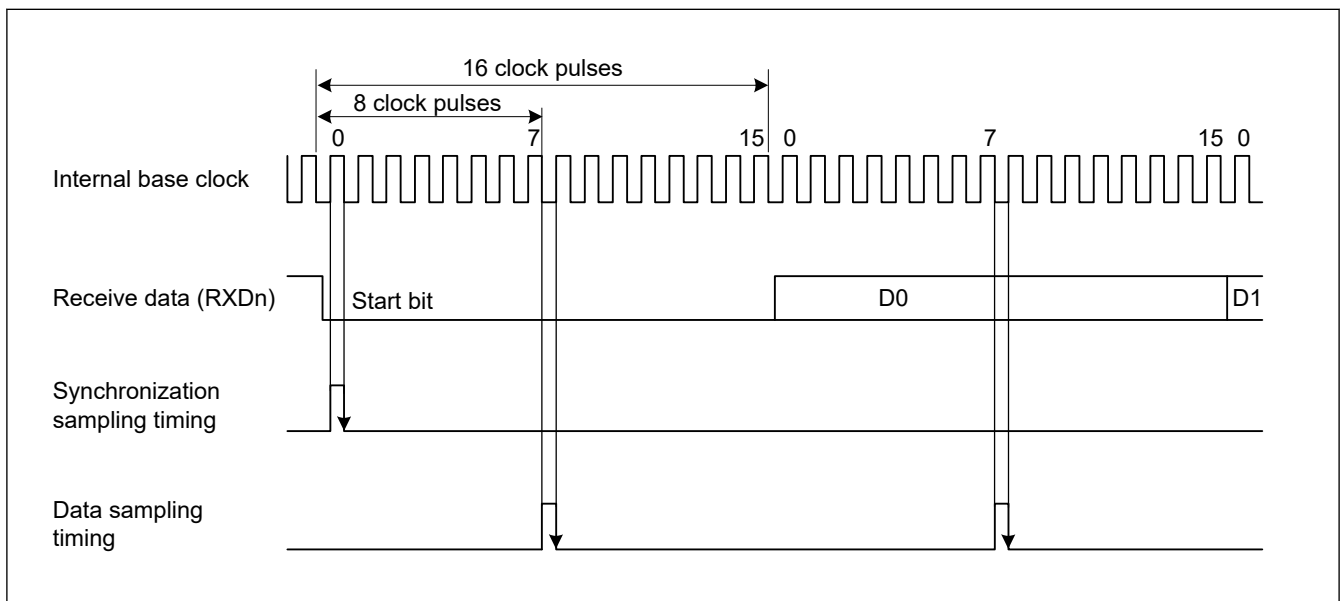 16 clock pulses
8 clock pulses
0 7 15 0 7 15 0
Internal base clock
Receive data (RXDn)
Start bit
D0
D1
Synchronization
sampling timing
Data sampling
timing